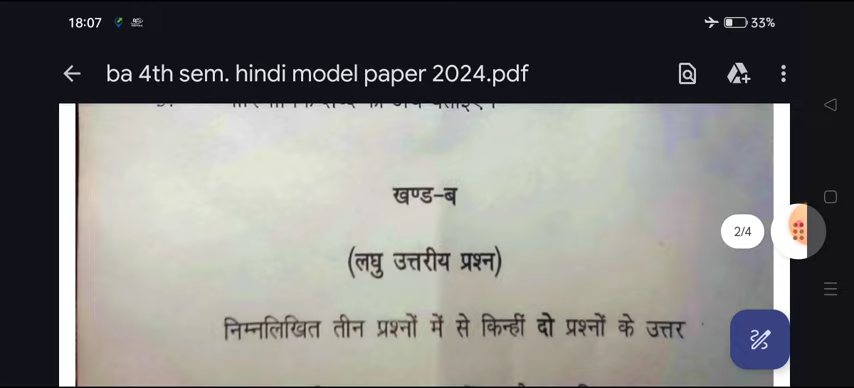 18:07
33%
ba 4th sem. hindi model paper 2024.pdf
खण्ड-ब
2/4
(लघु उत्तरीय प्रश्न)
निम्नलिखित तीन प्रश्नों में से किन्हीं दो प्रश्नों के उत्तर